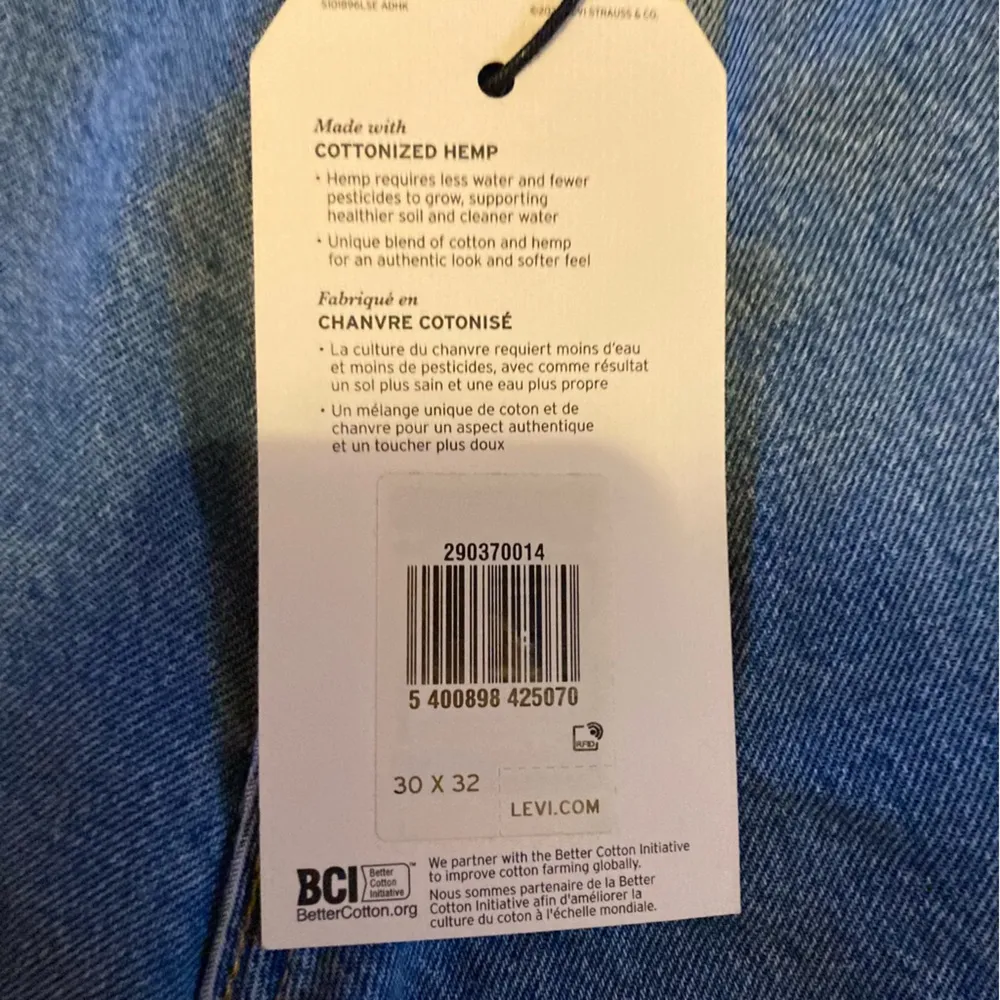 S101896LSE ADHK
STRAUSS & CO.
Made with
COTTONIZED HEMP
• Hemp requires less water and fewer
pesticides to grow, supporting
healthier soil and cleaner water
• Unique blend of cotton and hemp
for an authentic look and softer feel
Fabriqué en
CHANVRE COTONISÉ
• La culture du chanvre requiert moins d'eau
et moins de pesticides, avec comme résultat
un sol plus sain et une eau plus propre
• Un mélange unique de coton et de
chanvre pour un aspect authentique
et un toucher plus doux
290370014
5 400898 425070
RFID
30 X 32
LEVI.COM
BCI Better
Cotton
Initiative™
BetterCotton.org
We partner with the Better Cotton Initiative
to improve cotton farming globally.
Nous sommes partenaire de la Better
Cotton Initiative afin d'améliorer la
culture du coton à l'échelle mondiale.